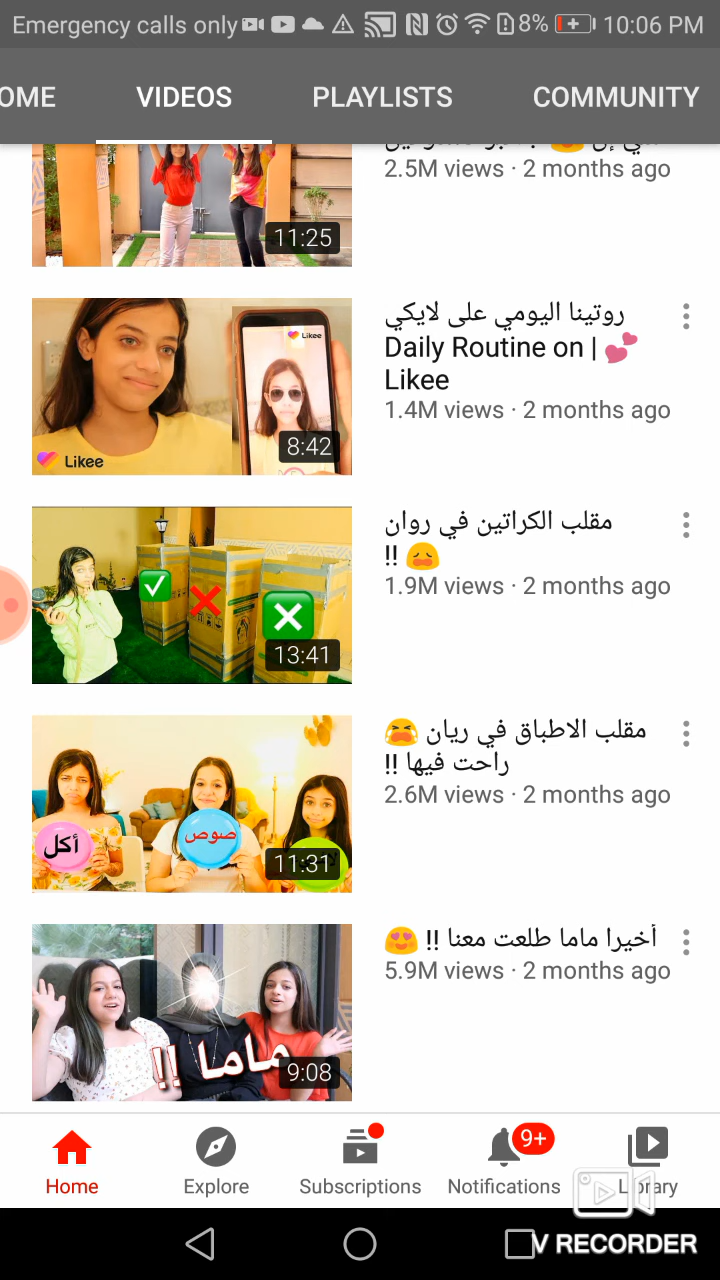 Emergency calls only 8% 10:06 PM
OME VIDEOS PLAYLISTS COMMUNITY
2.5M views · 2 months ago
11:25
روتينا اليومي على لايكي
💕 | Daily Routine on
Likee
1.4M views · 2 months ago
Likee
8:42
Likee
مقلب الكراتين في روان
😩 !!
1.9M views · 2 months ago
13:41
مقلب الاطباق في ريان 😭
راحت فيها !!
2.6M views · 2 months ago
أكل
صوص
11:31
أخيرا ماما طلعت معنا !! 😍
5.9M views · 2 months ago
ماما !!
9:08
9+
Home Explore Subscriptions Notifications Library
V RECORDER